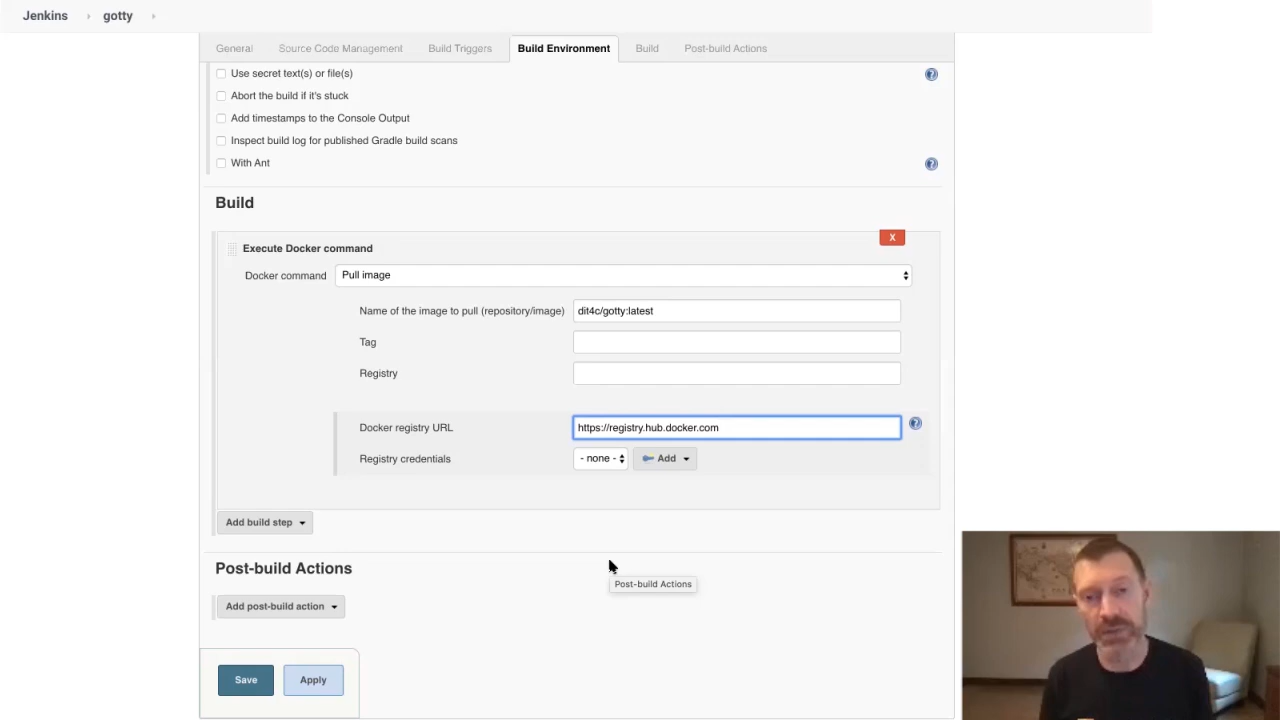 Jenkins gotty
General Source Code Management Build Triggers Build Environment Build Post-build Actions
Use secret text(s) or file(s)
Abort the build if it's stuck
Add timestamps to the Console Output
Inspect build log for published Gradle build scans
With Ant
Build
X
Execute Docker command
Docker command Pull image
Name of the image to pull (repository/image) dit4c/gotty:latest
Tag
Registry
Docker registry URL https://registry.hub.docker.com
Registry credentials - none - Add
Add build step
Post-build Actions
Post-build Actions
Add post-build action
Save Apply